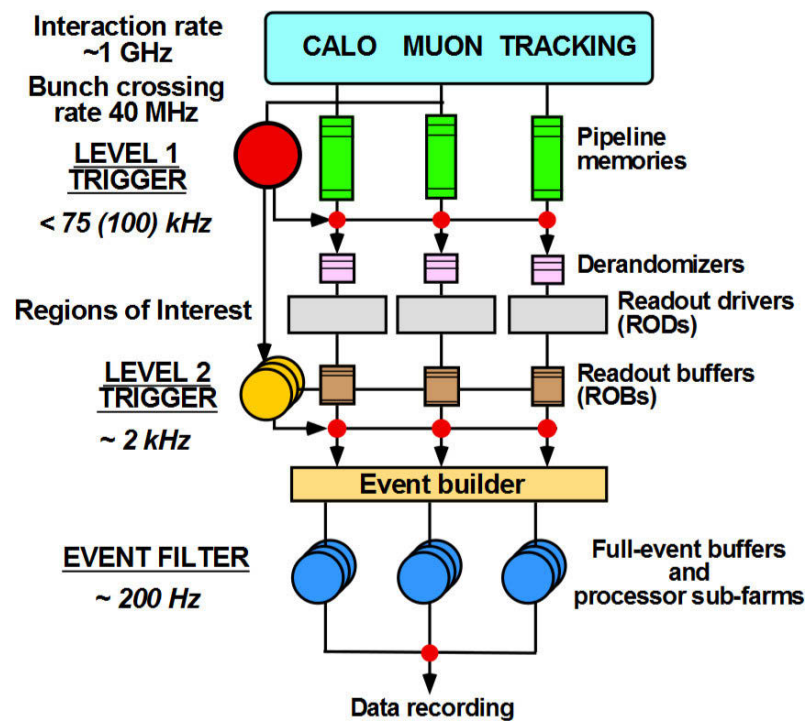 Interaction rate
~1 GHz
CALO MUON TRACKING
Bunch crossing
rate 40 MHz
LEVEL 1
TRIGGER
< 75 (100) kHz
Pipeline
memories
Derandomizers
Regions of Interest
Readout drivers
(RODs)
LEVEL 2
TRIGGER
~ 2 kHz
Readout buffers
(ROBs)
Event builder
EVENT FILTER
~ 200 Hz
Full-event buffers
and
processor sub-farms
Data recording